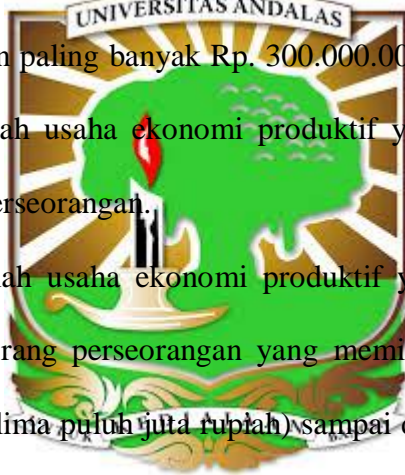 UNIVERSITAS ANDALAS
paling banyak Rp. 300.000.00
ah usaha ekonomi produktif y
erseorangan.
ah usaha ekonomi produktif y
rang perseorangan yang memi
lima puluh juta rupiah) sampai